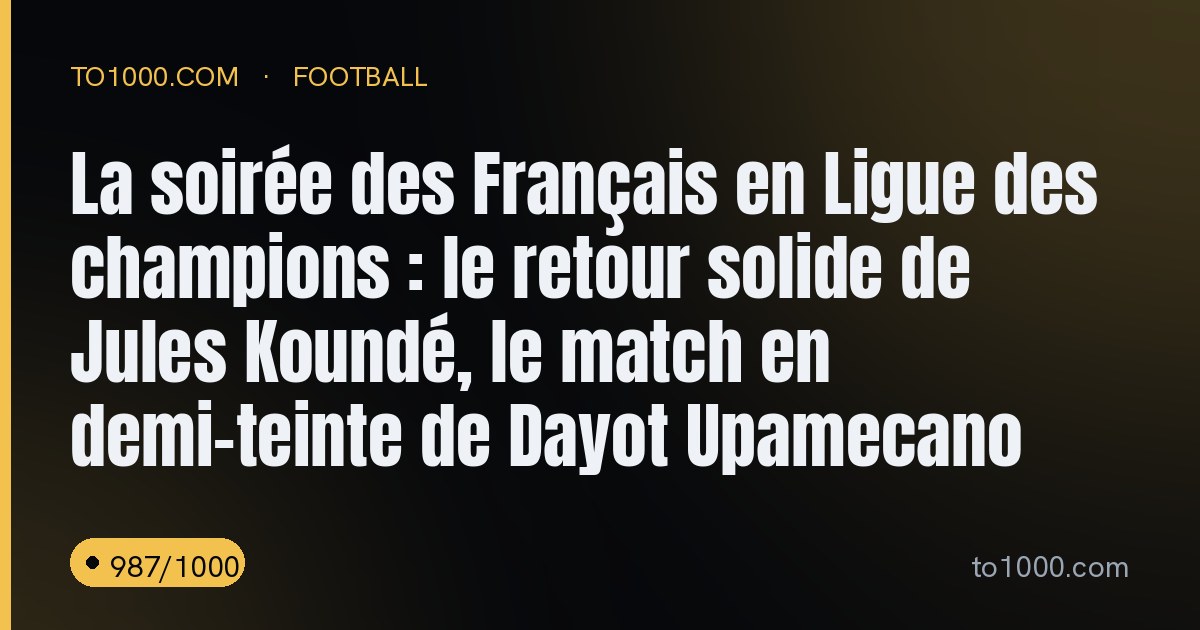 TO1000.COM · FOOTBALL
La soirée des Français en Ligue des
champions : le retour solide de
Jules Koundé, le match en
demi-teinte de Dayot Upamecano
987/1000
to1000.com